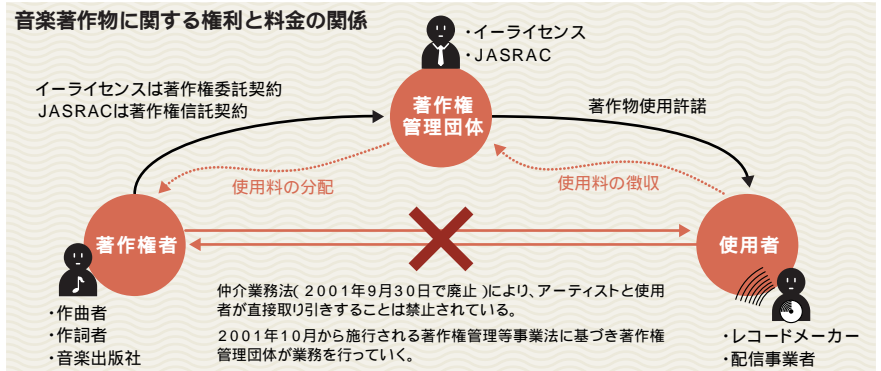 音楽著作物に関する権利と料金の関係
・イーライセンス
・JASRAC
イーライセンスは著作権委託契約
JASRACは著作権信託契約
著作権
管理団体
著作物使用許諾
使用料の分配
使用料の徴収
著作権者
使用者
・作曲者
・作詞者
・音楽出版社
仲介業務法(2001年9月30日で廃止)により、アーティストと使用
者が直接取り引きすることは禁止されている。
2001年10月から施行される著作権管理等事業法に基づき著作権
管理団体が業務を行っていく。
・レコードメーカー
・配信事業者